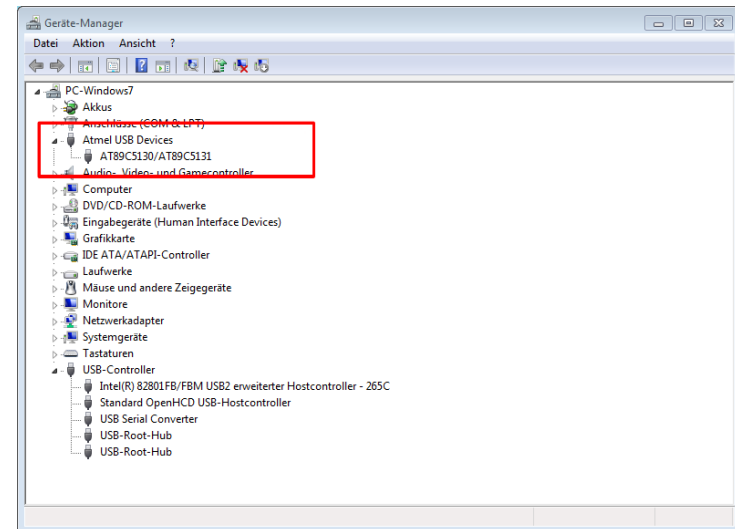 Geräte-Manager
Datei Aktion Ansicht ?
PC-Windows7
Akkus
Anschlüsse (COM & LPT)
Atmel USB Devices
AT89C5130/AT89C5131
Audio-, Video- und Gamecontroller
Computer
DVD/CD-ROM-Laufwerke
Eingabegeräte (Human Interface Devices)
Grafikkarte
IDE ATA/ATAPI-Controller
Laufwerke
Mäuse und andere Zeigegeräte
Monitore
Netzwerkadapter
Systemgeräte
Tastaturen
USB-Controller
Intel(R) 82801FB/FBM USB2 erweiterter Hostcontroller - 265C
Standard OpenHCD USB-Hostcontroller
USB Serial Converter
USB-Root-Hub
USB-Root-Hub